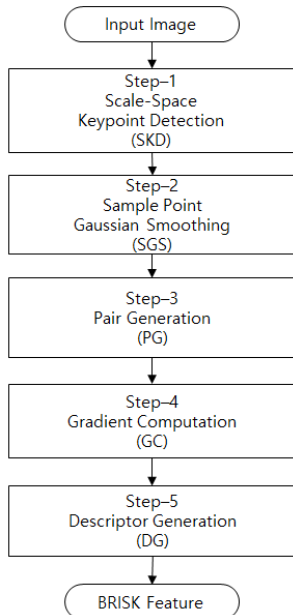 Input Image
Step–1
Scale-Space
Keypoint Detection
(SKD)
Step–2
Sample Point
Gaussian Smoothing
(SGS)
Step–3
Pair Generation
(PG)
Step–4
Gradient Computation
(GC)
Step–5
Descriptor Generation
(DG)
BRISK Feature